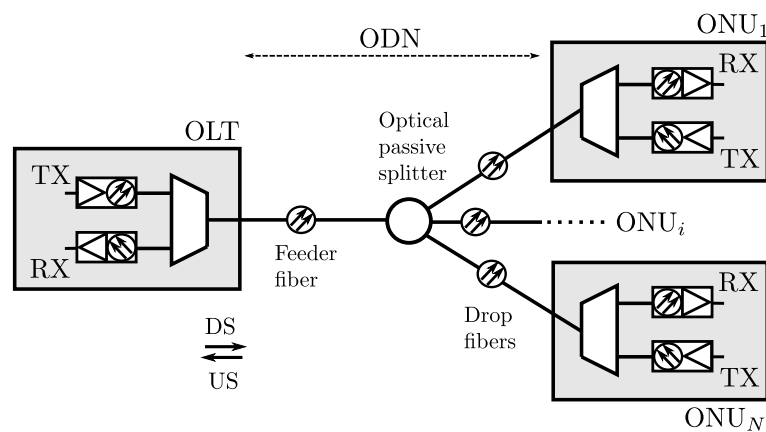 ODN
ONU₁
RX
TX
OLT
TX
RX
Optical
passive
splitter
Feeder
fiber
ONUᵢ
Drop
fibers
DS
US
RX
TX
ONU_N